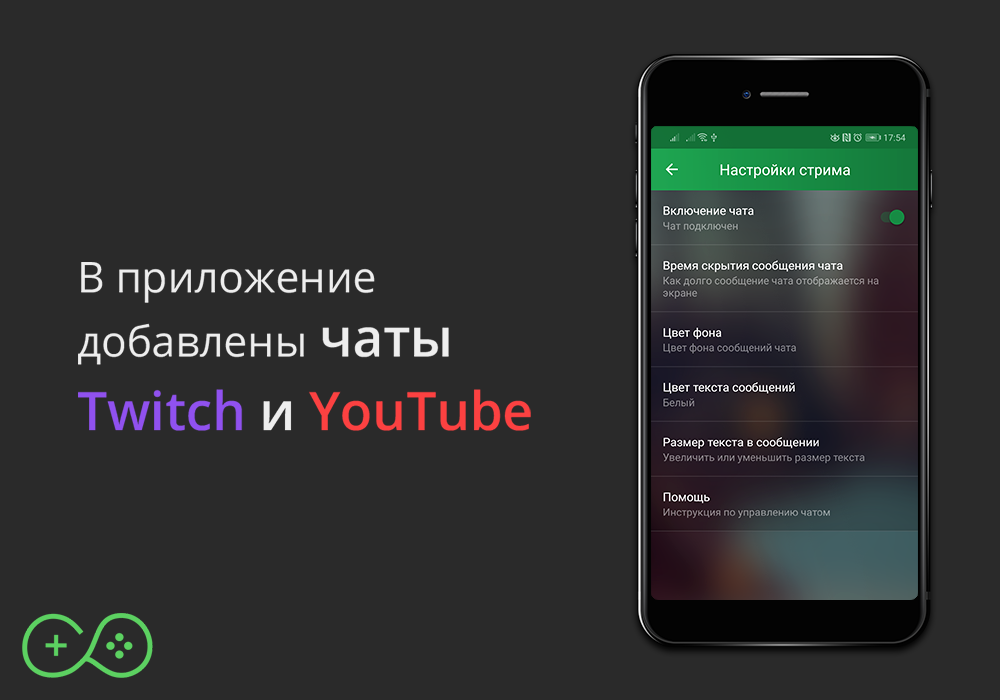 В приложение
добавлены чаты
Twitch и YouTube
17:54
Настройки стрима
Включение чата
Чат подключен
Время скрытия сообщения чата
Как долго сообщение чата отображается на
экране
Цвет фона
Цвет фона сообщений чата
Цвет текста сообщений
Белый
Размер текста в сообщении
Увеличить или уменьшить размер текста
Помощь
Инструкция по управлению чатом